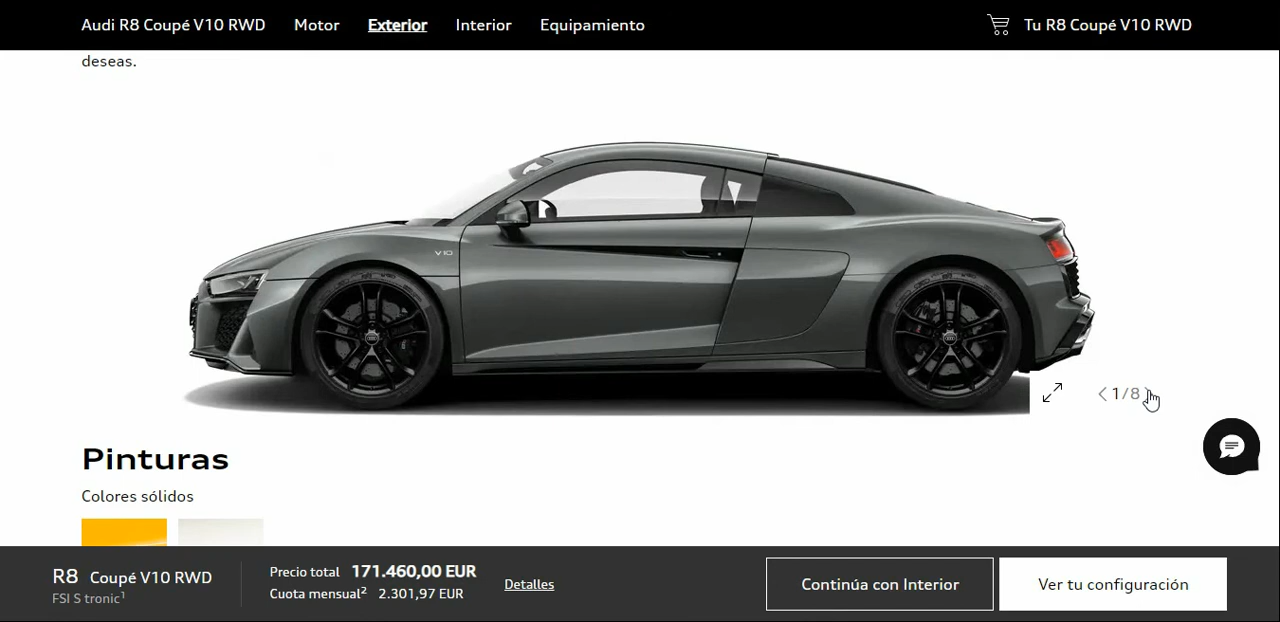 Audi R8 Coupé V10 RWD Motor Exterior Interior Equipamiento Tu R8 Coupé V10 RWD
deseas.
V10
1/8
Pinturas
Colores sólidos
R8 Coupé V10 RWD
FSI S tronic¹
Precio total 171.460,00 EUR
Cuota mensual² 2.301,97 EUR
Detalles
Continúa con Interior
Ver tu configuración